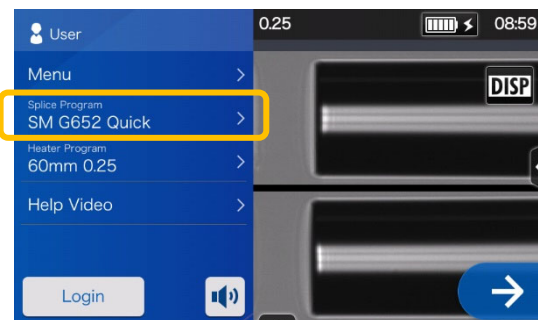 User
0.25
08:59
Menu
DISP
Splice Program
SM G652 Quick
Heater Program
60mm 0.25
Help Video
Login